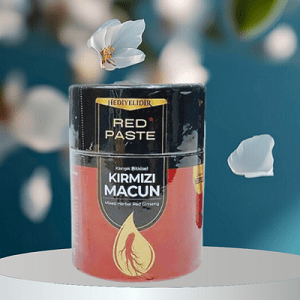 HEDİYELİDİR
RED
PASTE
Karışık Bitkisel
KIRMIZI
MACUN
Mixed Herbal Red Ginseng